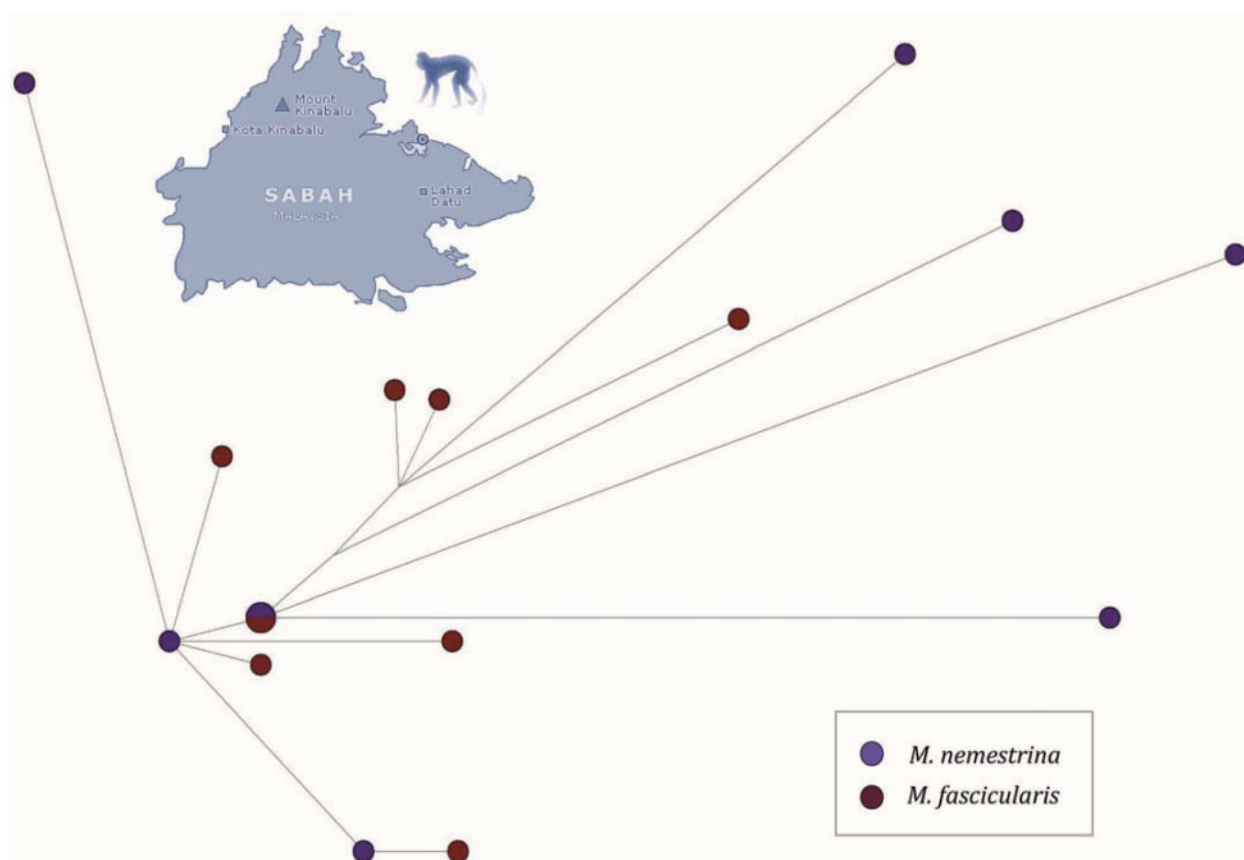 Mount
Kinabalu
Kota Kinabalu
SABAH
MALAYSIA
Lahad
Datu
M. nemestrina
M. fascicularis